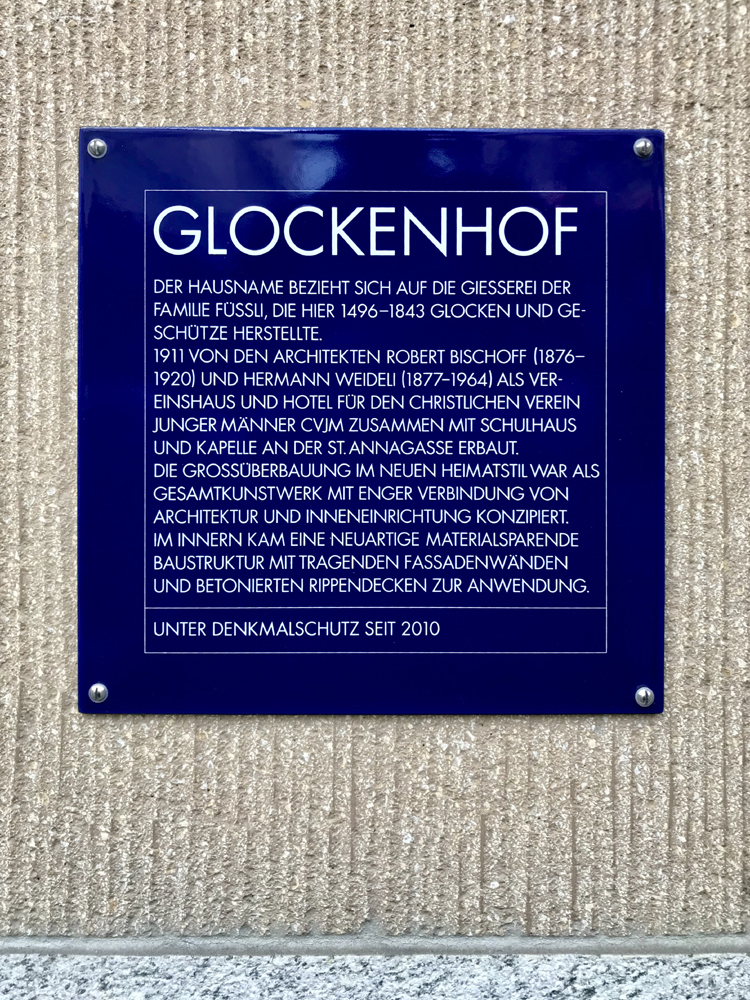 GLOCKENHOF
DER HAUSNAME BEZIEHT SICH AUF DIE GIESSEREI DER
FAMILIE FÜSSLI, DIE HIER 1496–1843 GLOCKEN UND GE-
SCHÜTZE HERSTELLTE.
1911 VON DEN ARCHITEKTEN ROBERT BISCHOFF (1876–
1920) UND HERMANN WEIDELI (1877–1964) ALS VER-
EINSHAUS UND HOTEL FÜR DEN CHRISTLICHEN VEREIN
JUNGER MÄNNER CVJM ZUSAMMEN MIT SCHULHAUS
UND KAPELLE AN DER ST. ANNAGASSE ERBAUT.
DIE GROSSÜBERBAUUNG IM NEUEN HEIMATSTIL WAR ALS
GESAMTKUNSTWERK MIT ENGER VERBINDUNG VON
ARCHITEKTUR UND INNENEINRICHTUNG KONZIPIERT.
IM INNERN KAM EINE NEUARTIGE MATERIALSPARENDE
BAUSTRUKTUR MIT TRAGENDEN FASSADENWÄNDEN
UND BETONIERTEN RIPPENDECKEN ZUR ANWENDUNG.
UNTER DENKMALSCHUTZ SEIT 2010